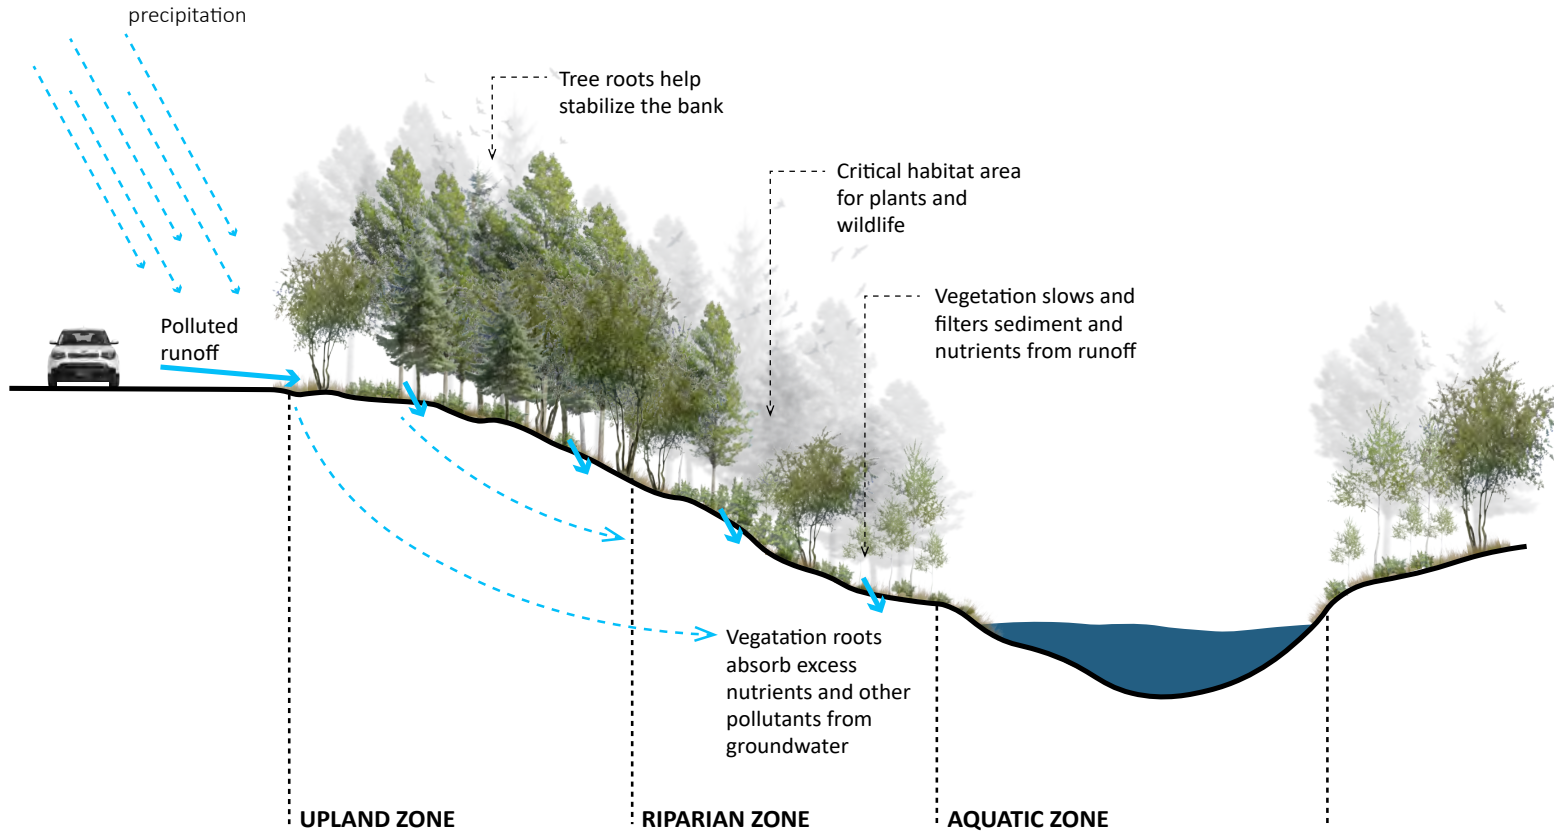 precipitation
Tree roots help
stabilize the bank
Critical habitat area
for plants and
wildlife
Vegetation slows and
filters sediment and
nutrients from runoff
Polluted
runoff
Vegatation roots
absorb excess
nutrients and other
pollutants from
groundwater
UPLAND ZONE
RIPARIAN ZONE
AQUATIC ZONE